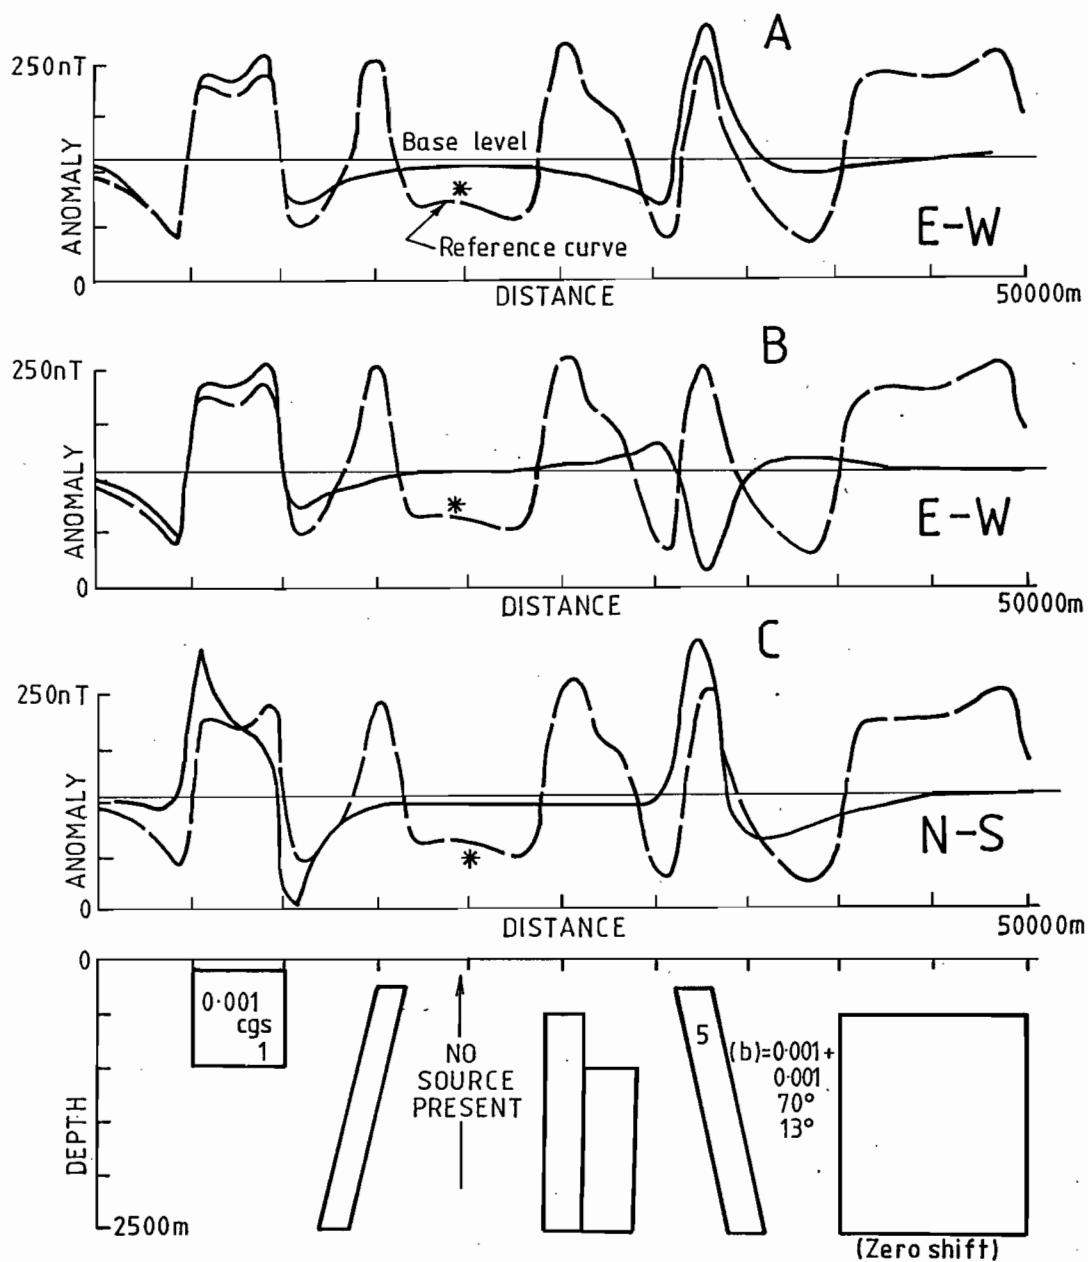 A
250nT
ANOMALY
Base level
*
Reference curve
E-W
0
DISTANCE
50000m
B
250nT
ANOMALY
*
E-W
0
DISTANCE
50000m
C
250nT
ANOMALY
*
N-S
0
DISTANCE
50000m
0
DEPTH
2500m
0·001
cgs
1
NO
SOURCE
PRESENT
5
(b)=0·001+
0·001
70°
13°
(Zero shift)